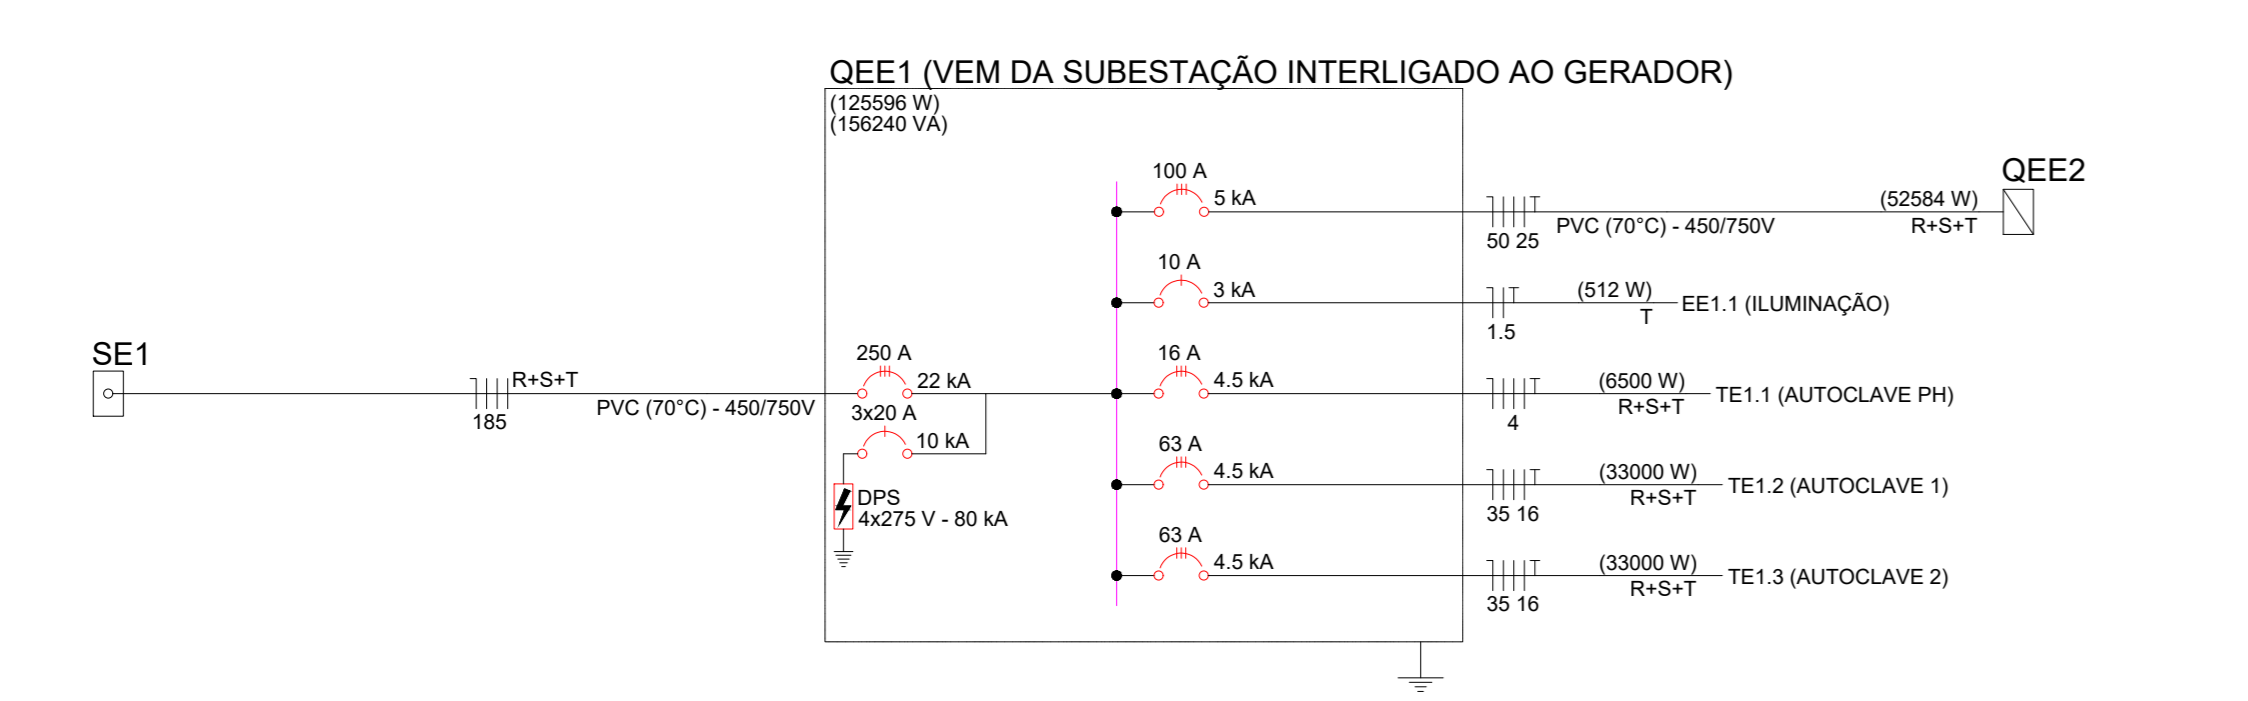 QEE1 (VEM DA SUBESTAÇÃO INTERLIGADO AO GERADOR)
(125596 W)
(156240 VA)
100 A
5 kA
50 25
PVC (70°C) - 450/750V
(52584 W)
R+S+T
QEE2
10 A
3 kA
1.5
(512 W)
T
EE1.1 (ILUMINAÇÃO)
SE1
185
R+S+T
PVC (70°C) - 450/750V
250 A
22 kA
3x20 A
10 kA
DPS
4x275 V - 80 kA
16 A
4.5 kA
4
(6500 W)
R+S+T
TE1.1 (AUTOCLAVE PH)
63 A
4.5 kA
35 16
(33000 W)
R+S+T
TE1.2 (AUTOCLAVE 1)
63 A
4.5 kA
35 16
(33000 W)
R+S+T
TE1.3 (AUTOCLAVE 2)